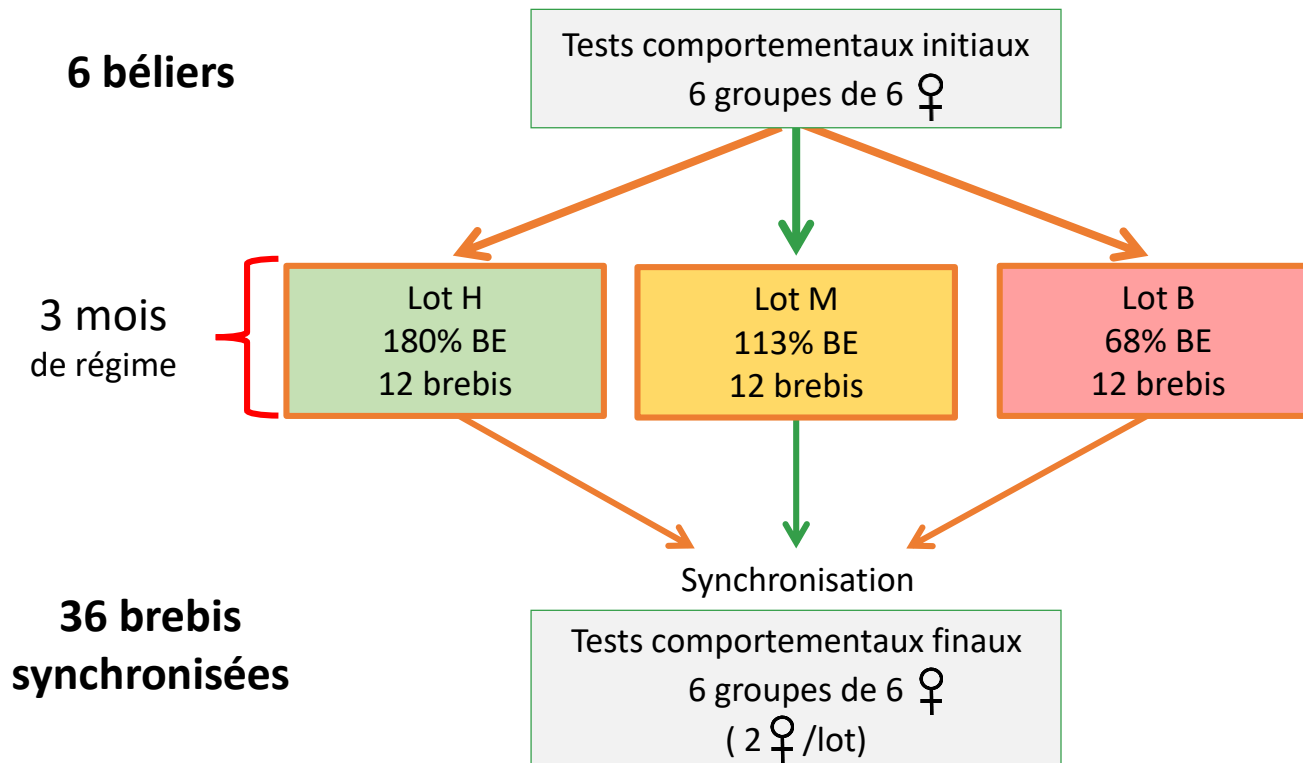 6 béliers
Tests comportementaux initiaux
6 groupes de 6 ♀
3 mois
de régime
Lot H
180% BE
12 brebis
Lot M
113% BE
12 brebis
Lot B
68% BE
12 brebis
Synchronisation
36 brebis
synchronisées
Tests comportementaux finaux
6 groupes de 6 ♀
( 2 ♀ /lot)